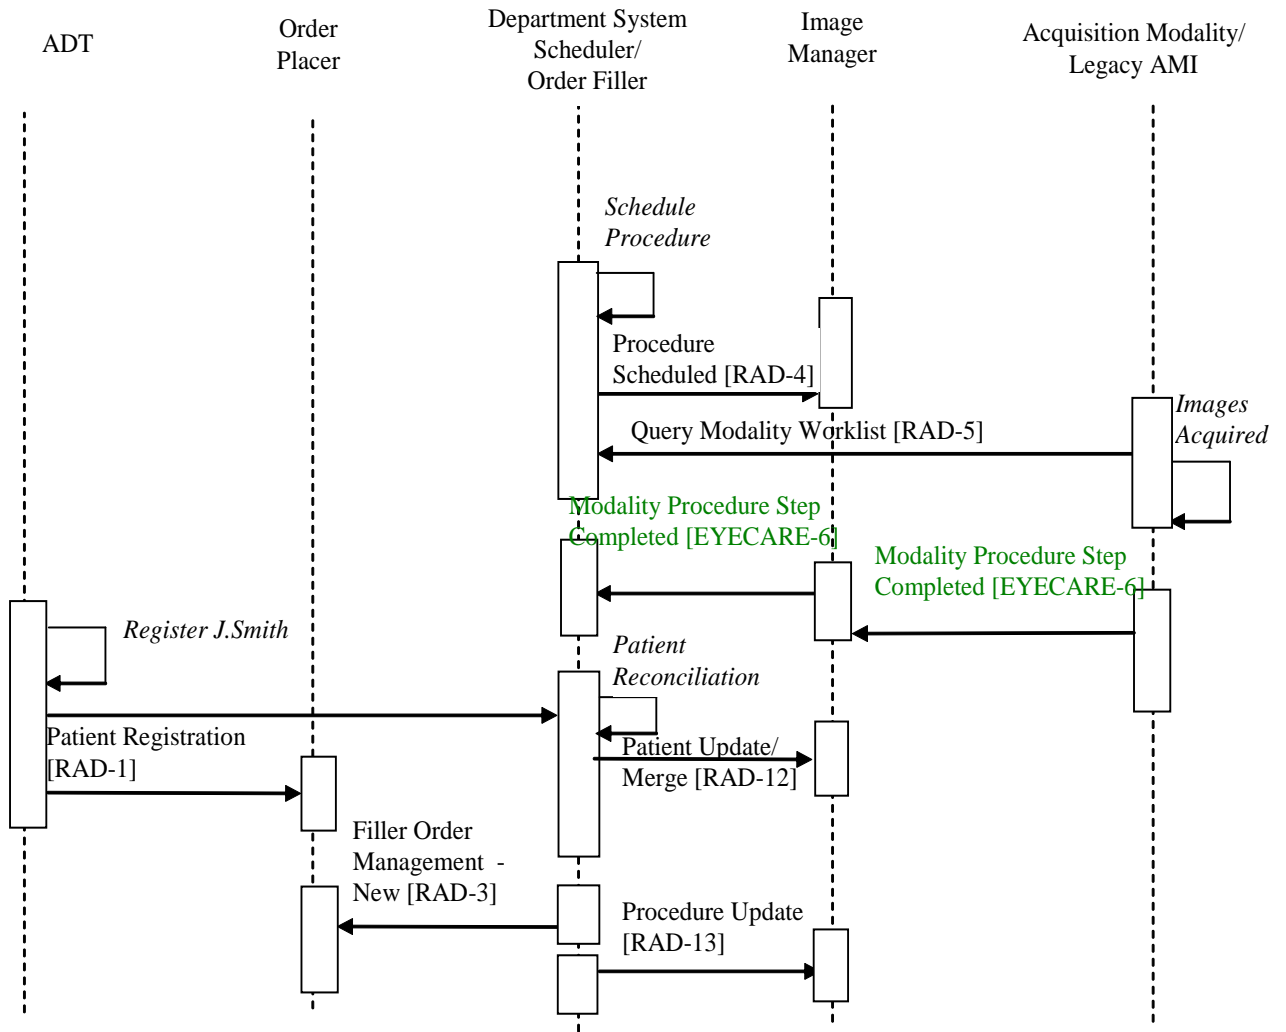 ADT
Order
Placer
Department System
Scheduler/
Order Filler
Image
Manager
Acquisition Modality/
Legacy AMI
Schedule
Procedure
Procedure
Scheduled [RAD-4]
Images
Acquired
Query Modality Worklist [RAD-5]
Modality Procedure Step
Completed [EYECARE-6]
Modality Procedure Step
Completed [EYECARE-6]
Register J.Smith
Patient
Reconciliation
Patient Registration
[RAD-1]
Patient Update/
Merge [RAD-12]
Filler Order
Management -
New [RAD-3]
Procedure Update
[RAD-13]